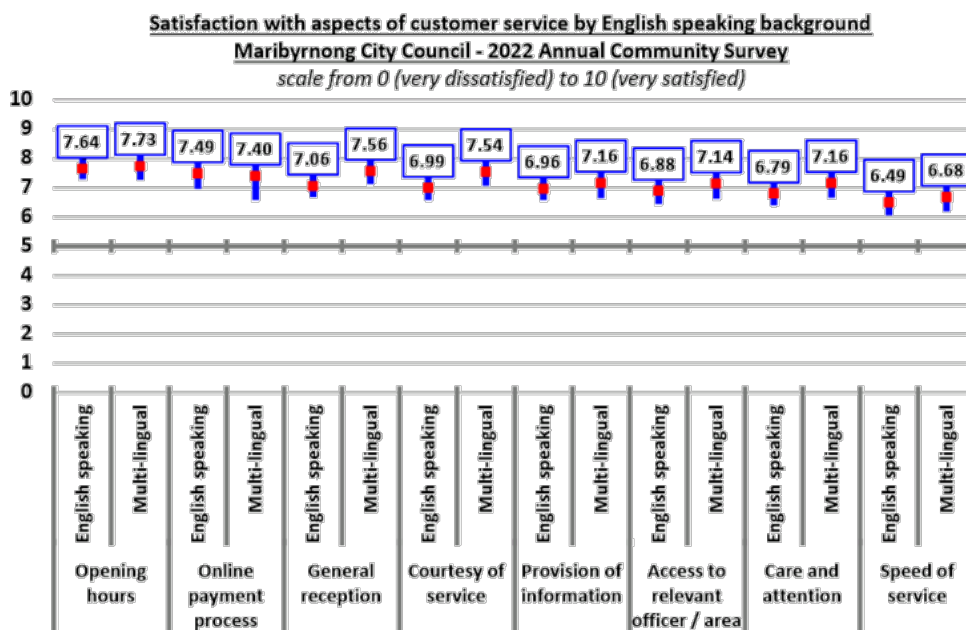 Satisfaction with aspects of customer service by English speaking background
Maribyrnong City Council - 2022 Annual Community Survey
scale from 0 (very dissatisfied) to 10 (very satisfied)
10
9
8
7
6
5
4
3
2
1
0
7.64
7.73
7.49
7.40
7.06
7.56
6.99
7.54
6.96
7.16
6.88
7.14
6.79
7.16
6.49
6.68
English speaking
Multi-lingual
English speaking
Multi-lingual
English speaking
Multi-lingual
English speaking
Multi-lingual
English speaking
Multi-lingual
English speaking
Multi-lingual
English speaking
Multi-lingual
English speaking
Multi-lingual
Opening
hours
Online
payment
process
General
reception
Courtesy of
service
Provision of
information
Access to
relevant
officer / area
Care and
attention
Speed of
service